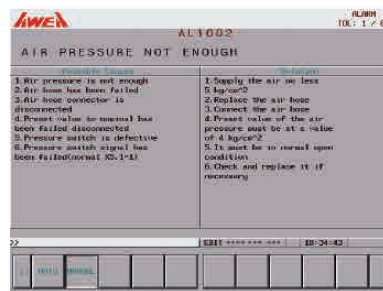 HWEH
ALARM
TOL: 1 /
AL1002
AIR PRESSURE NOT ENOUGH
Possible Causes
1.Air pressure is not enough
2.Air hose has been failed
3.Air hose connector is
disconnected
4.Preset value to nominal has
been failed disconnected
5.Pressure switch is defective
6.Pressure switch signal has
been failed(normal X5.1=1)
Solution
1.Supply the air no less
5 kg/cm^2
2.Replace the air hose
3.Connect the air hose
4.Preset value of the air
pressure must be at a value
of 4 kg/cm^2
5.It must be in normal open
condition
6.Check and replace it if
necessary
>>
EDIT **** *** *** 10:34:43
AUTO MANUAL